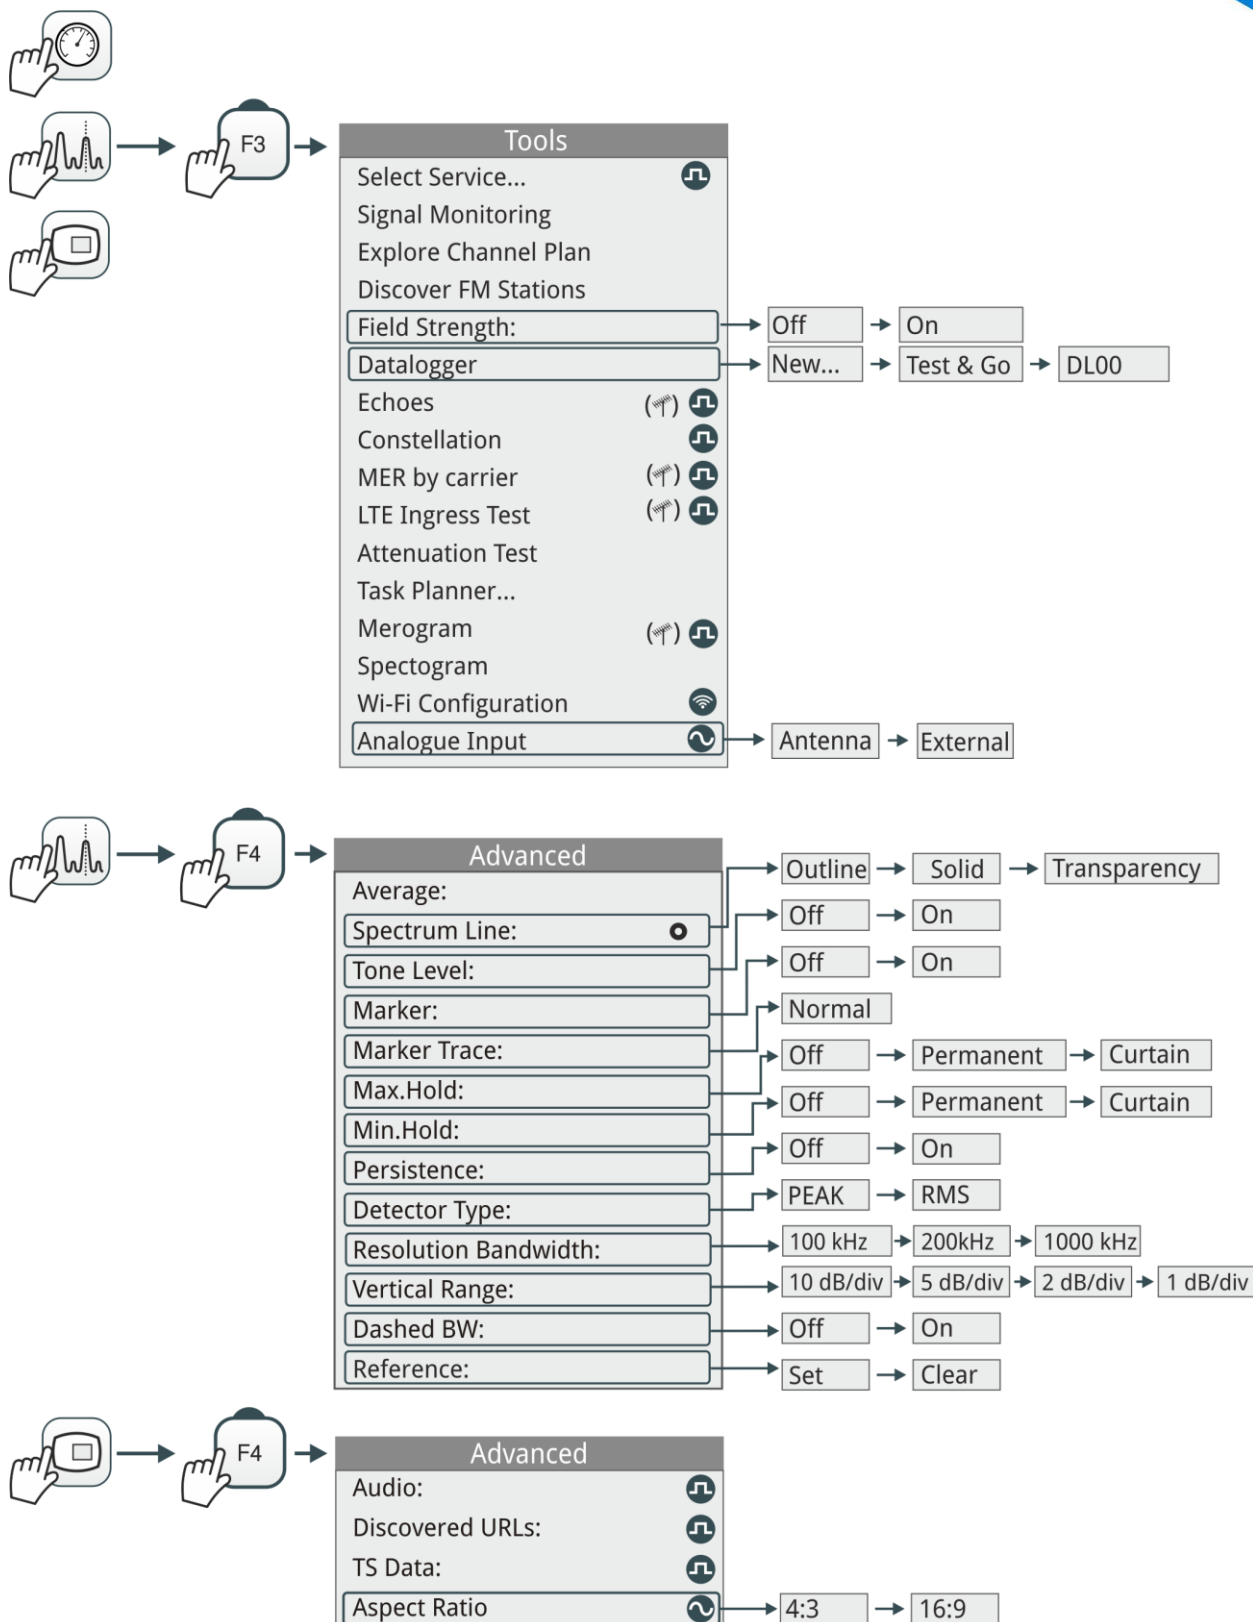 F3
Tools
Select Service...
Signal Monitoring
Explore Channel Plan
Discover FM Stations
Field Strength: Off On
Datalogger New... Test & Go DL00
Echoes
Constellation
MER by carrier
LTE Ingress Test
Attenuation Test
Task Planner...
Merogram
Spectogram
Wi-Fi Configuration
Analogue Input Antenna External
F4
Advanced
Average:
Spectrum Line: Outline Solid Transparency
Tone Level: Off On
Marker: Off On
Marker Trace: Normal
Max.Hold: Off Permanent Curtain
Min.Hold: Off Permanent Curtain
Persistence: Off On
Detector Type: PEAK RMS
Resolution Bandwidth: 100 kHz 200kHz 1000 kHz
Vertical Range: 10 dB/div 5 dB/div 2 dB/div 1 dB/div
Dashed BW: Off On
Reference: Set Clear
F4
Advanced
Audio:
Discovered URLs:
TS Data:
Aspect Ratio 4:3 16:9